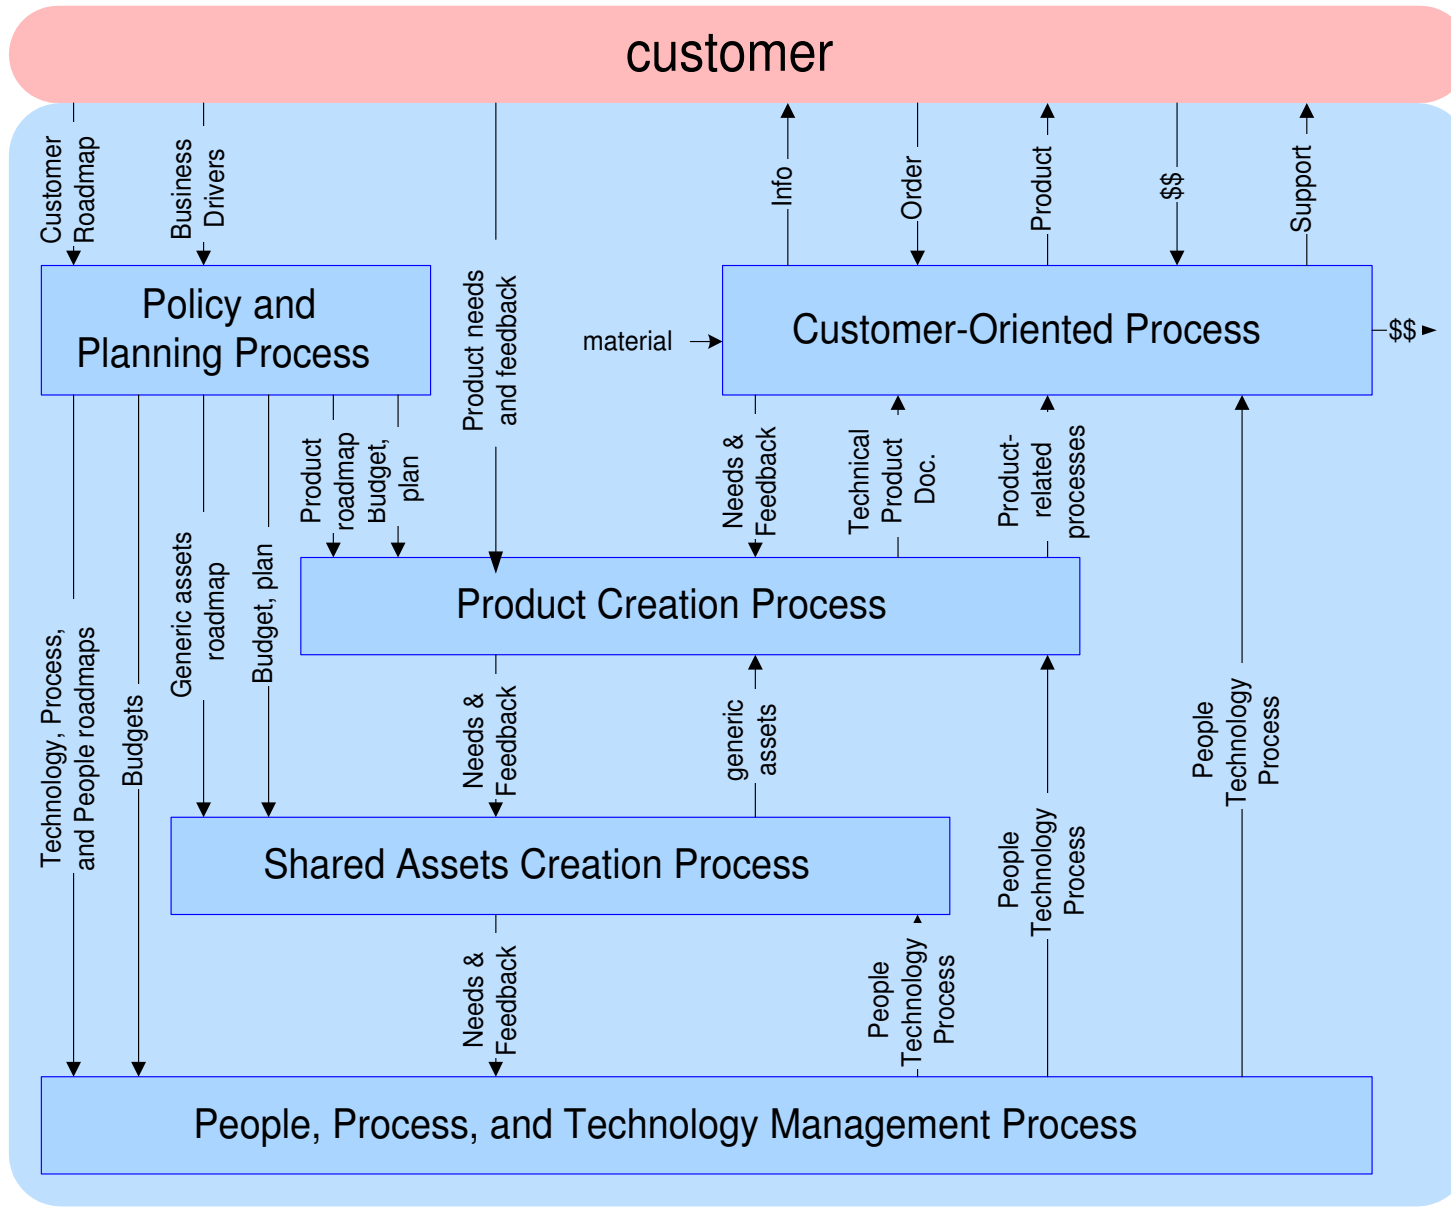 customer
Customer
Roadmap
Business
Drivers
Product needs
and feedback
Info
Order
Product
$$
Support
Policy and
Planning Process
material
Customer-Oriented Process
$$
Product
roadmap
Budget,
plan
Needs &
Feedback
Technical
Product
Doc.
Product-
related
processes
Technology, Process,
and People roadmaps
Budgets
Generic assets
roadmap
Budget, plan
Product Creation Process
Needs &
Feedback
generic
assets
People
Technology
Process
People
Technology
Process
Shared Assets Creation Process
Needs &
Feedback
People
Technology
Process
People, Process, and Technology Management Process